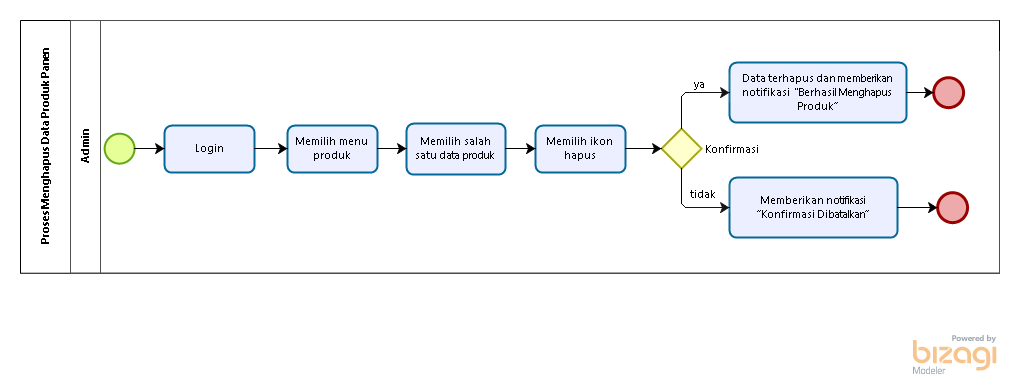 Proses Menghapus Data Produk Panen
Admin
Login
Memilih menu
produk
Memilih salah
satu data produk
Memilih ikon
hapus
Konfirmasi
ya
Data terhapus dan memberikan
notifikasi "Berhasil Menghapus
Produk"
tidak
Memberikan notifikasi
"Konfirmasi Dibatalkan"
Powered by
bizagi
Modeler